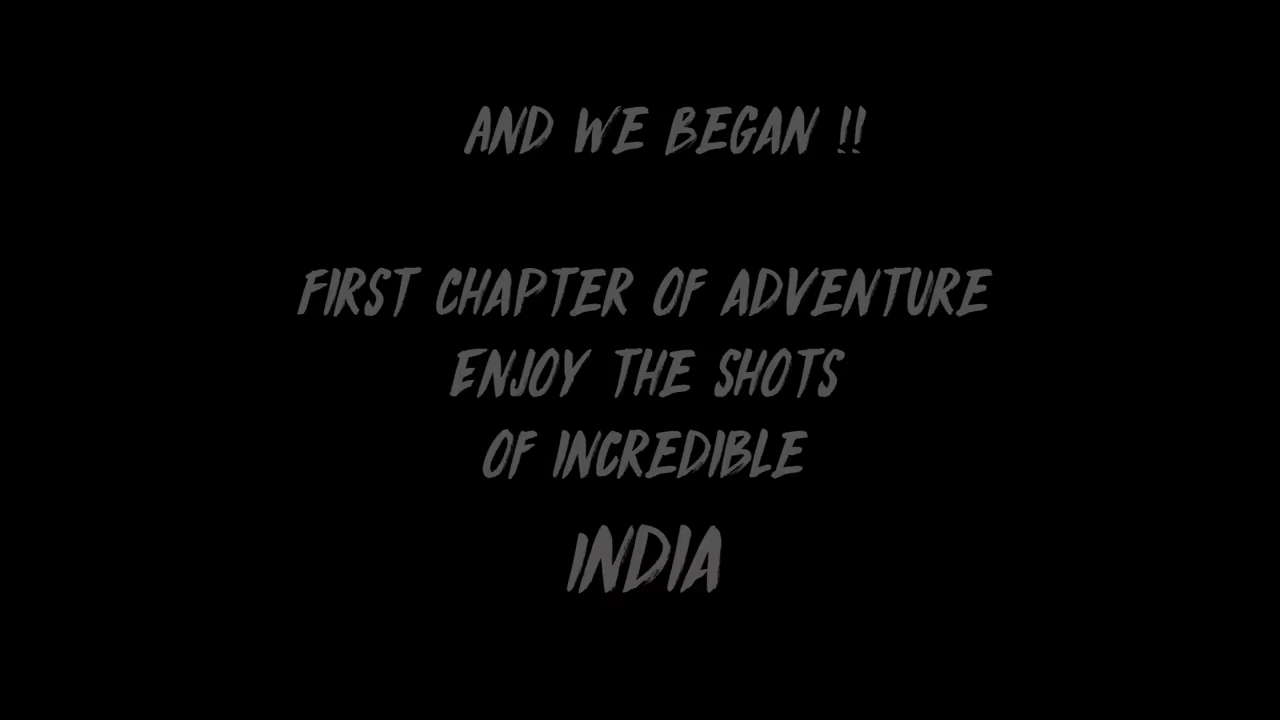 AND WE BEGAN !!
FIRST CHAPTER OF ADVENTURE
ENJOY THE SHOTS
OF INCREDIBLE
INDIA